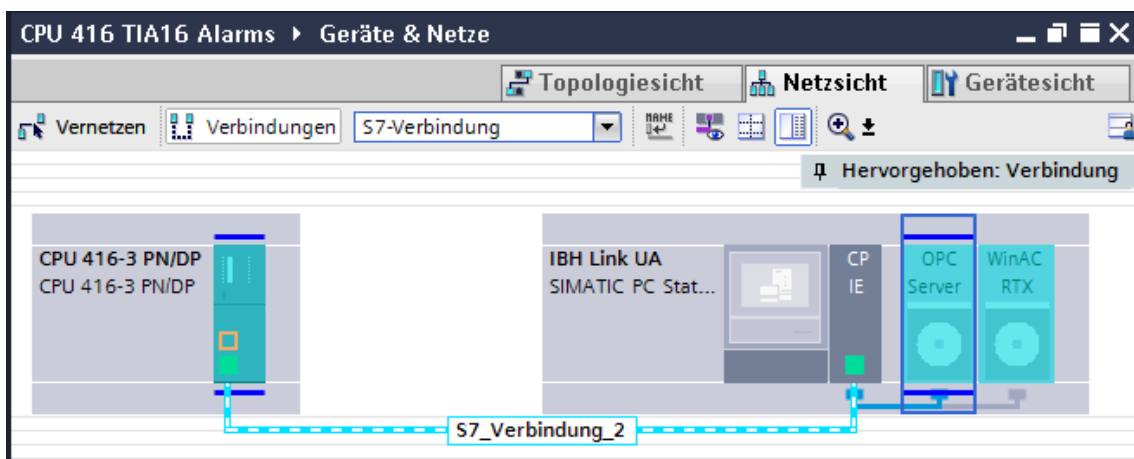 CPU 416 TIA16 Alarms ▸ Geräte & Netze
Topologiesicht
Netzsicht
Gerätesicht
Vernetzen
Verbindungen
S7-Verbindung
NAME
Hervorgehoben: Verbindung
CPU 416-3 PN/DP
CPU 416-3 PN/DP
IBH Link UA
SIMATIC PC Stat...
CP
IE
OPC
Server
WinAC
RTX
S7_Verbindung_2